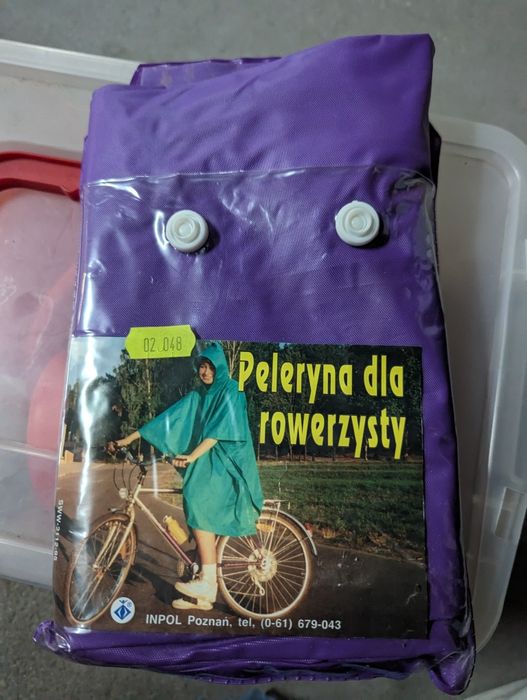 02 048
Peleryna dla
rowerzysty
INPOL Poznań, tel. (0-61) 679-043